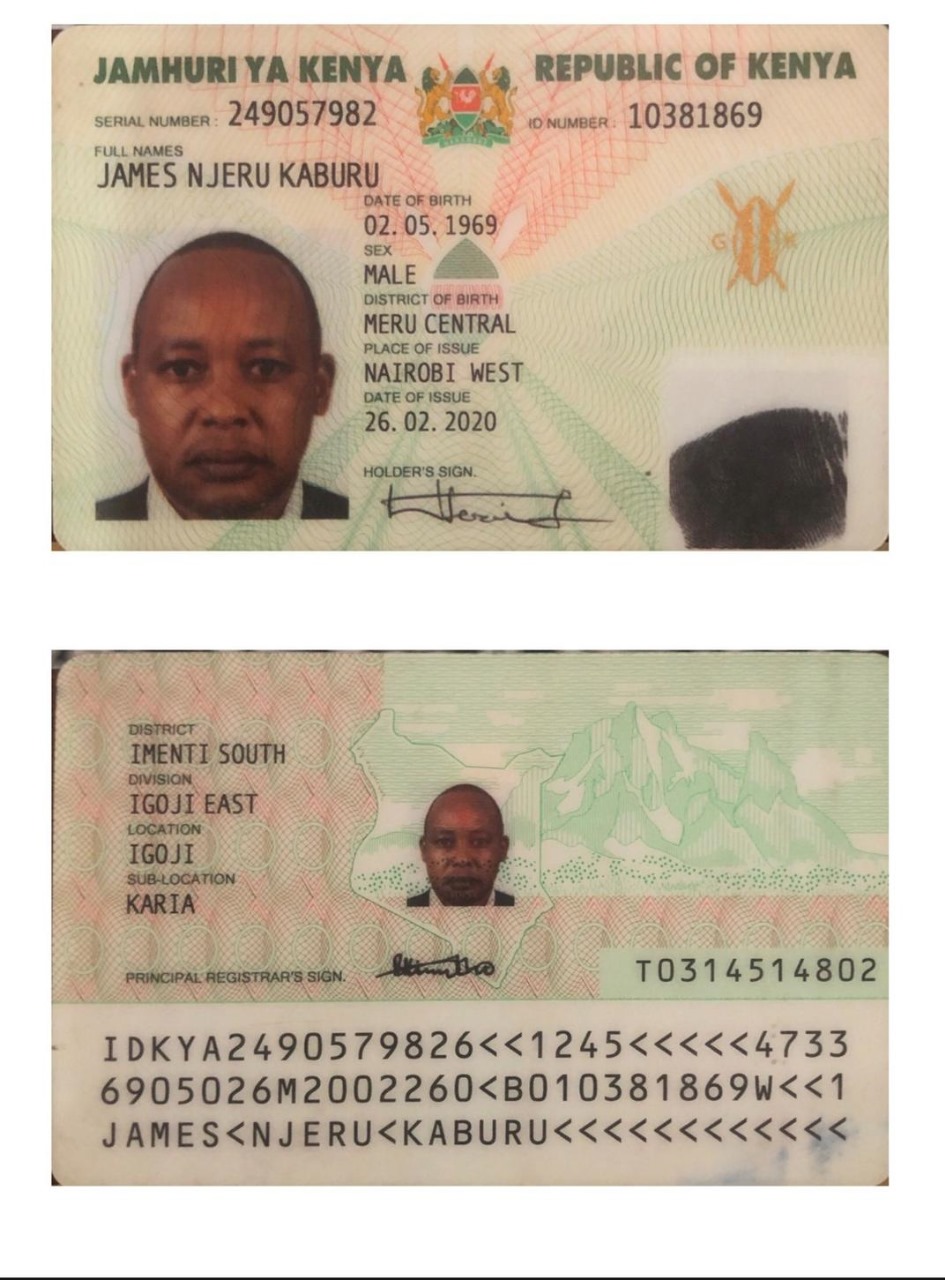 JAMHURI YA KENYA REPUBLIC OF KENYA
SERIAL NUMBER : 249057982 ID NUMBER : 10381869
FULL NAMES
JAMES NJERU KABURU
DATE OF BIRTH
02. 05. 1969
SEX
MALE
DISTRICT OF BIRTH
MERU CENTRAL
PLACE OF ISSUE
NAIROBI WEST
DATE OF ISSUE
26. 02. 2020
HOLDER'S SIGN.
G K
DISTRICT
IMENTI SOUTH
DIVISION
IGOJI EAST
LOCATION
IGOJI
SUB-LOCATION
KARIA
PRINCIPAL REGISTRAR'S SIGN.
T0314514802
IDKYA2490579826<<1245<<<<<4733
6905026M2002260<B010381869W<<1
JAMES<NJERU<KABURU<<<<<<<<<<<<